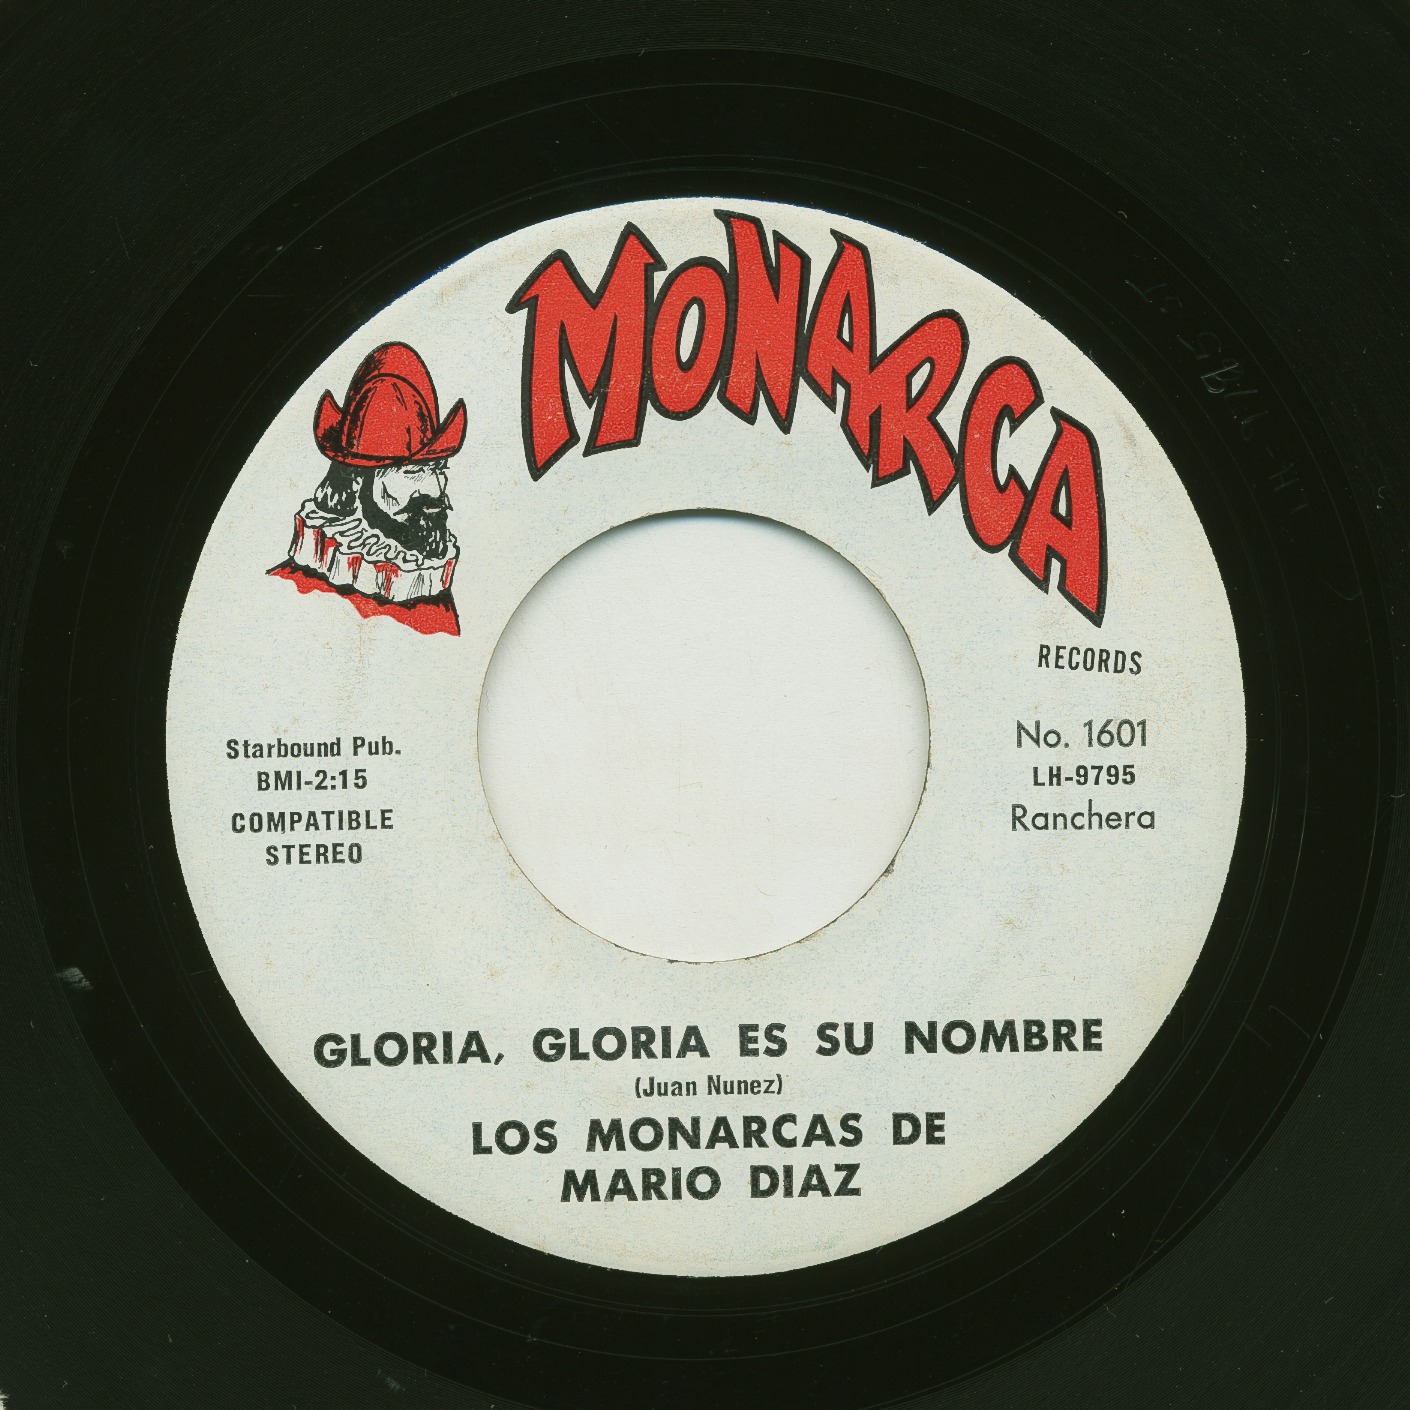 MONARCA
RECORDS
Starbound Pub.
BMI-2:15
COMPATIBLE
STEREO
No. 1601
LH-9795
Ranchera
GLORIA, GLORIA ES SU NOMBRE
(Juan Nunez)
LOS MONARCAS DE
MARIO DIAZ